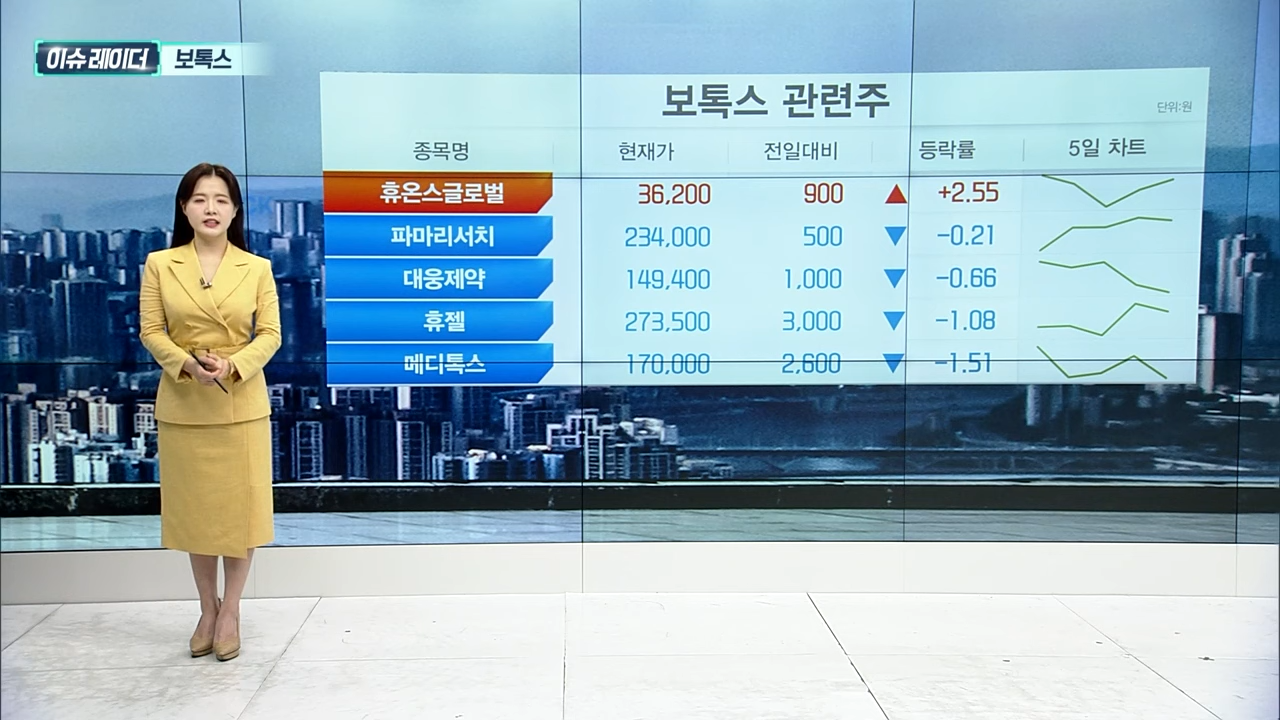 이슈 레이더 보톡스
보톡스 관련주
단위:원
종목명 현재가 전일대비 등락률 5일 차트
휴온스글로벌 36,200 900 ▲ +2.55
파마리서치 234,000 500 ▼ -0.21
대웅제약 149,400 1,000 ▼ -0.66
휴젤 273,500 3,000 ▼ -1.08
메디톡스 170,000 2,600 ▼ -1.51